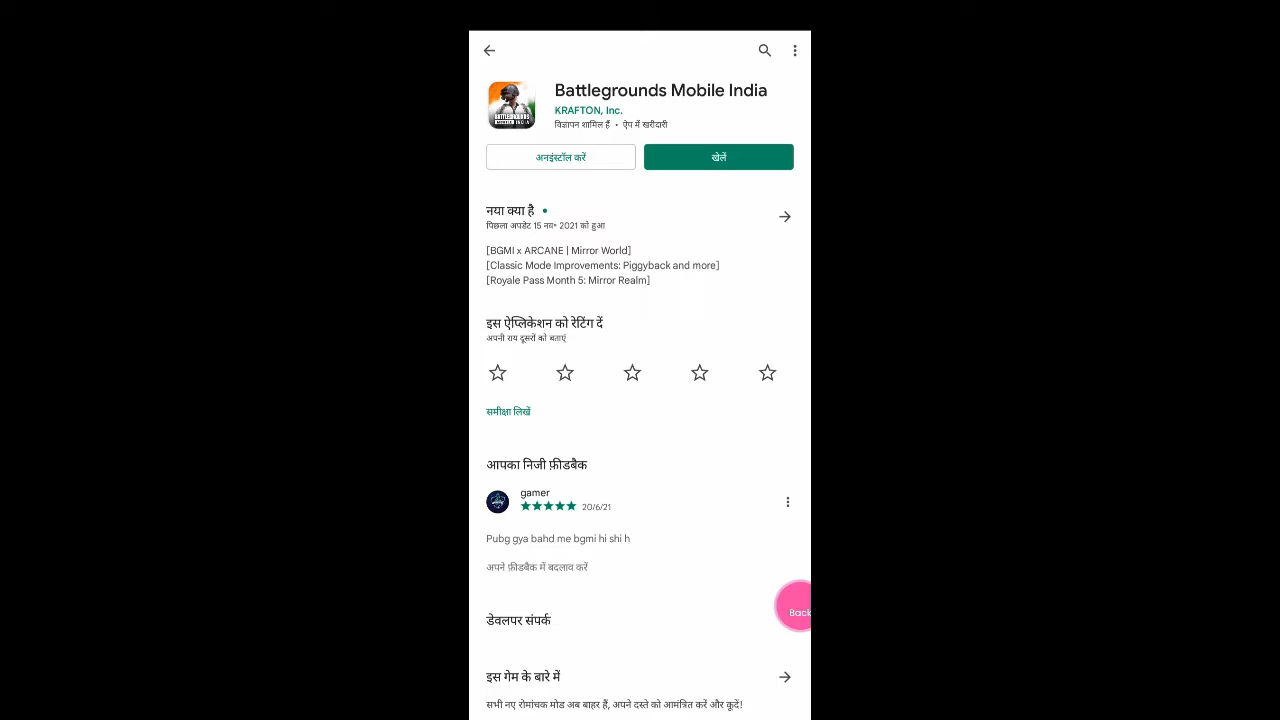 Battlegrounds Mobile India
KRAFTON, Inc.
विज्ञापन शामिल हैं • ऐप में खरीदारी
अनइंस्टॉल करें
खेलें
नया क्या है •
पिछला अपडेट 15 नव॰ 2021 को हुआ
[BGMI x ARCANE | Mirror World]
[Classic Mode Improvements: Piggyback and more]
[Royale Pass Month 5: Mirror Realm]
इस ऐप्लिकेशन को रेटिंग दें
अपनी राय दूसरों को बताएं
समीक्षा लिखें
आपका निजी फ़ीडबैक
gamer
20/6/21
Pubg gya bahd me bgmi hi shi h
अपने फ़ीडबैक में बदलाव करें
Back
डेवलपर संपर्क
इस गेम के बारे में
सभी नए रोमांचक मोड अब बाहर हैं, अपने दस्ते को आमंत्रित करें और कूदें!